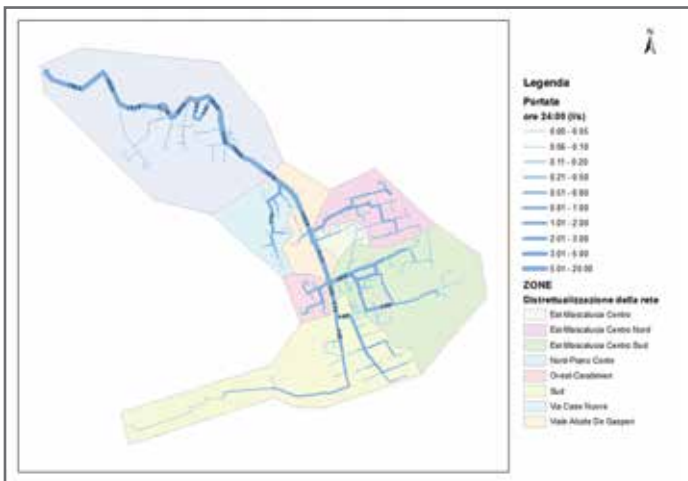 N
Legenda
Portate
ore 24:00 (l/s)
0.00 - 0.05
0.06 - 0.10
0.11 - 0.20
0.21 - 0.50
0.51 - 0.80
0.81 - 1.00
1.01 - 2.00
2.01 - 3.00
3.01 - 5.00
5.01 - 20.00
ZONE
Distrettualizzazione della rete
Est-Mascalucia Centro
Est-Mascalucia Centro Nord
Est-Mascalucia Centro Sud
Nord-Piano
Ovest-Carabinieri
Sud
Via Case Nuove
Viale Alcide De Gasperi